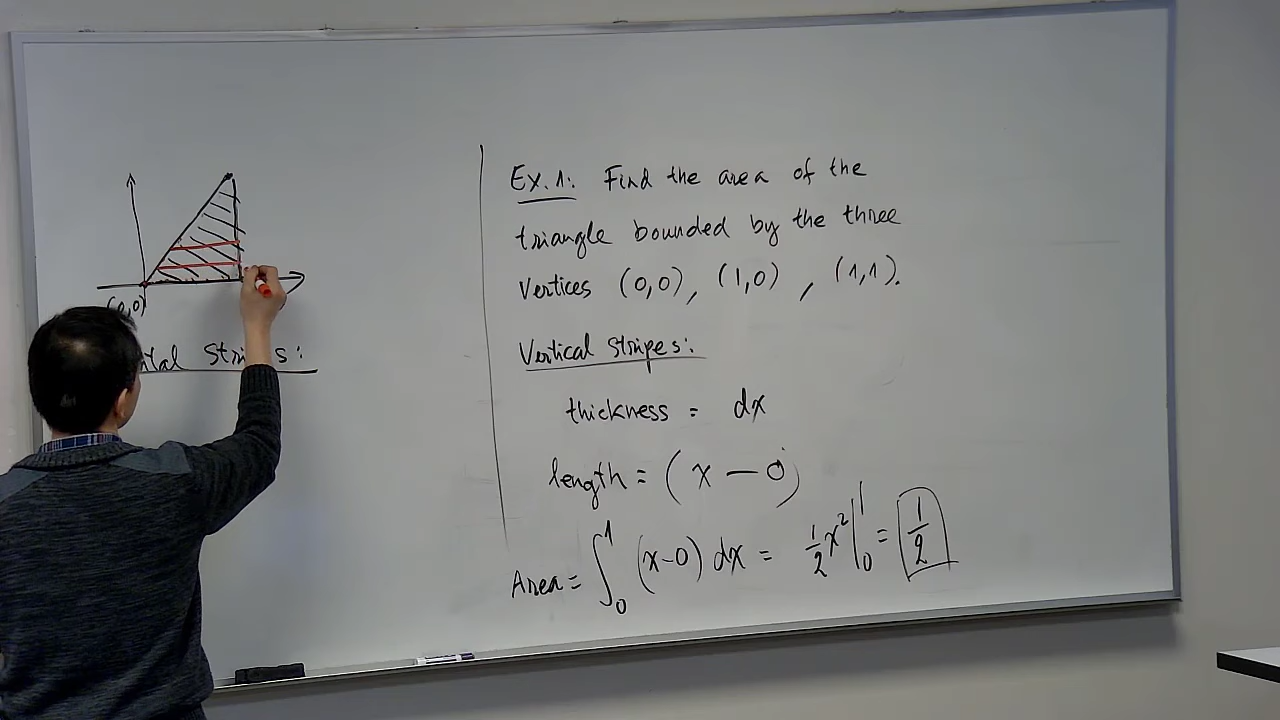 (0,0)
Stripes:
Ex. 1: Find the area of the
triangle bounded by the three
vertices (0,0), (1,0), (1,1).
Vertical Stripes:
thickness = dx
length = (x - 0)
Area = ∫₀¹ (x-0) dx = ½x²|₀¹ = ½